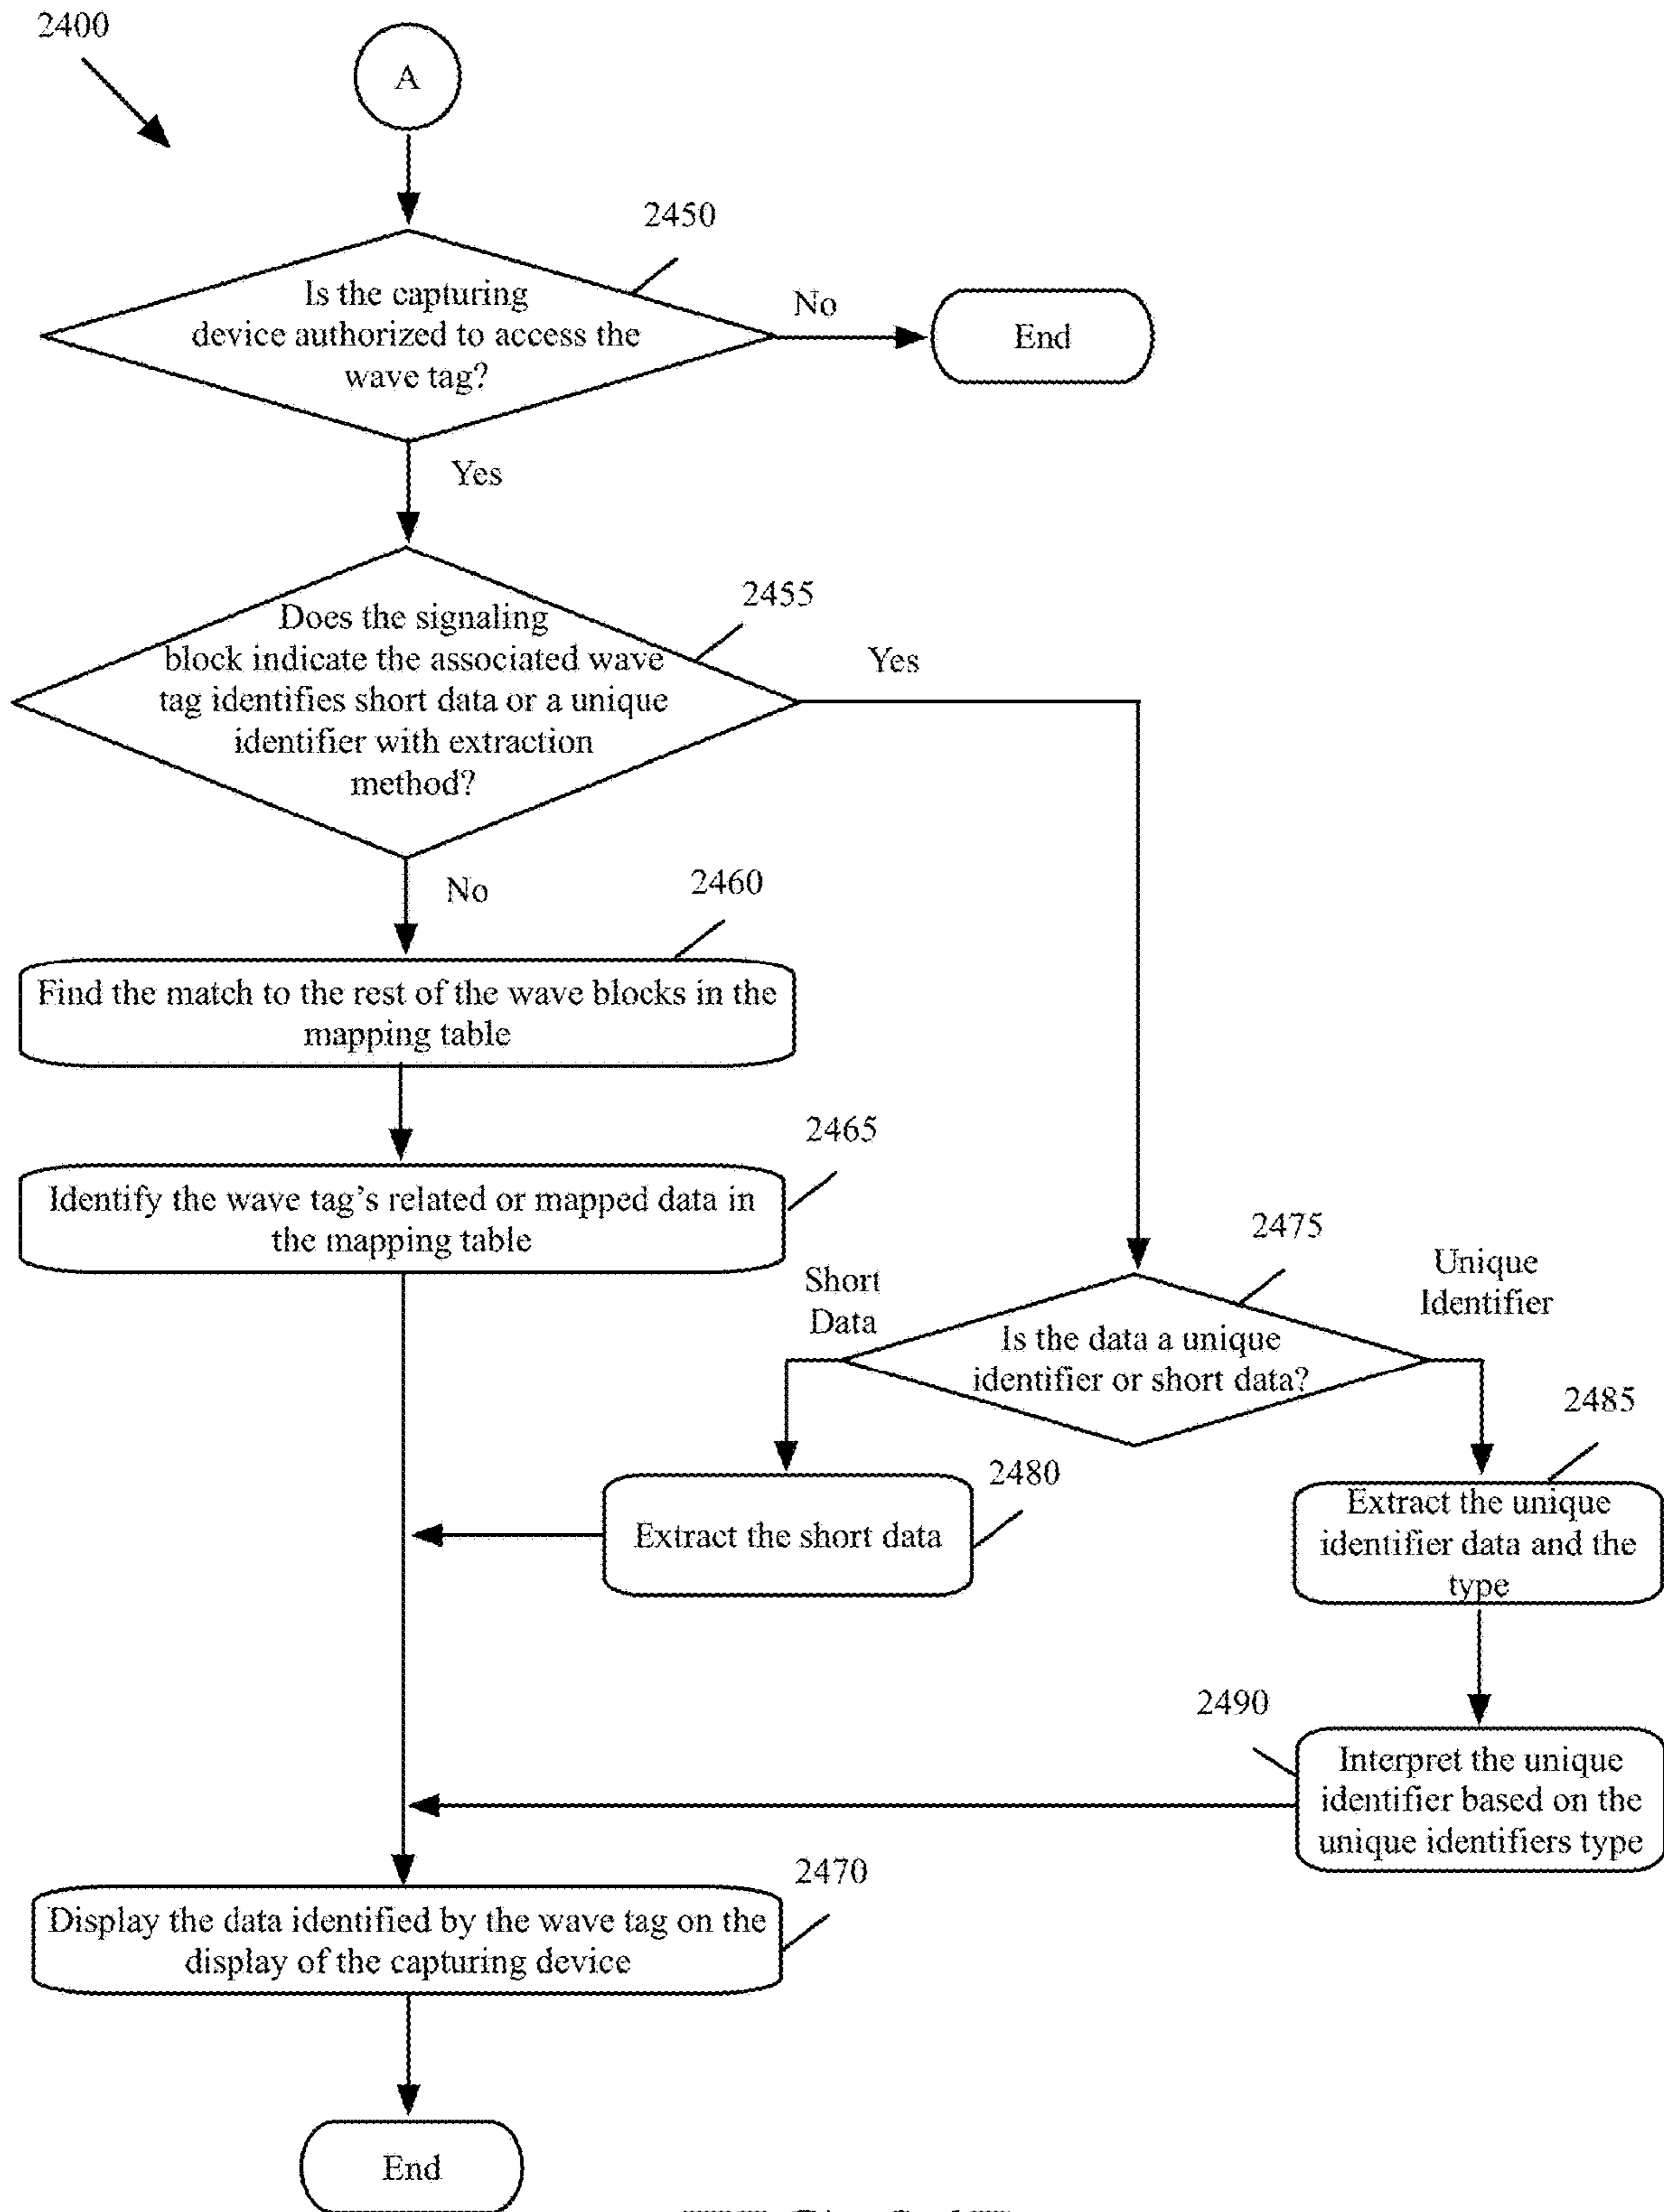 2400
A
2450
Is the capturing
device authorized to access the
wave tag?
No
End
Yes
2455
Does the signaling
block indicate the associated wave
tag identifies short data or a unique
identifier with extraction
method?
Yes
No
2460
Find the match to the rest of the wave blocks in the
mapping table
2465
Identify the wave tag's related or mapped data in
the mapping table
2475
Short
Data
Unique
Identifier
Is the data a unique
identifier or short data?
2480
Extract the short data
2485
Extract the unique
identifier data and the
type
2490
Interpret the unique
identifier based on the
unique identifiers type
2470
Display the data identified by the wave tag on the
display of the capturing device
End